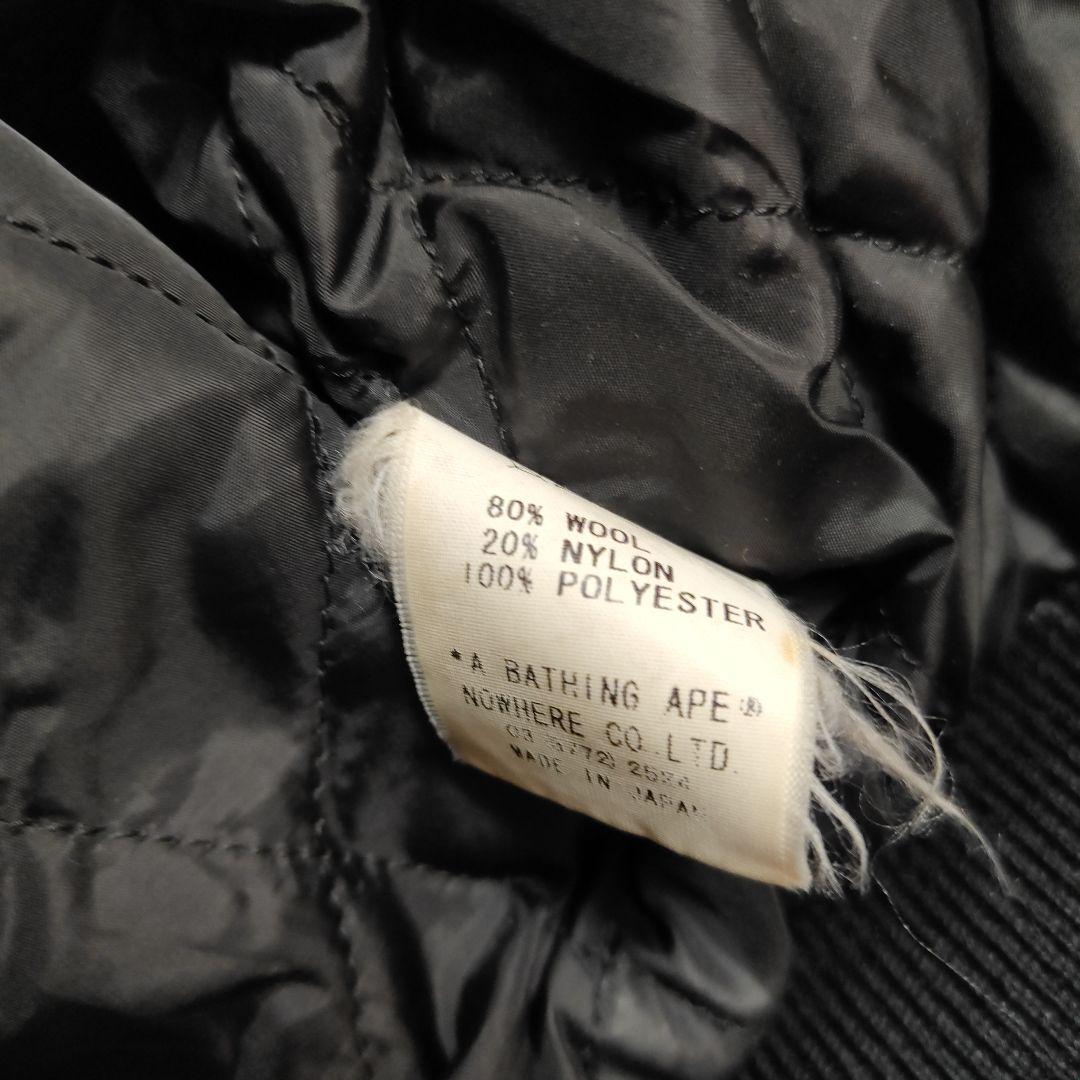 80% WOOL
20% NYLON
100% POLYESTER
*A BATHING APE®
NOWHERE CO.,LTD.
MADE IN JAPAN